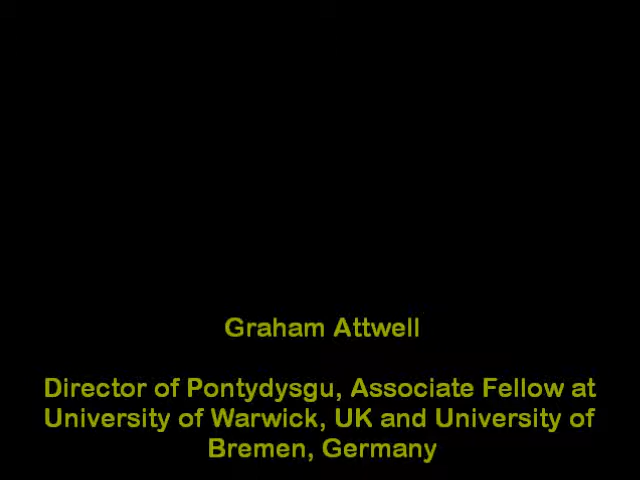 Graham Attwell
Director of Pontydysgu, Associate Fellow at
University of Warwick, UK and University of
Bremen, Germany